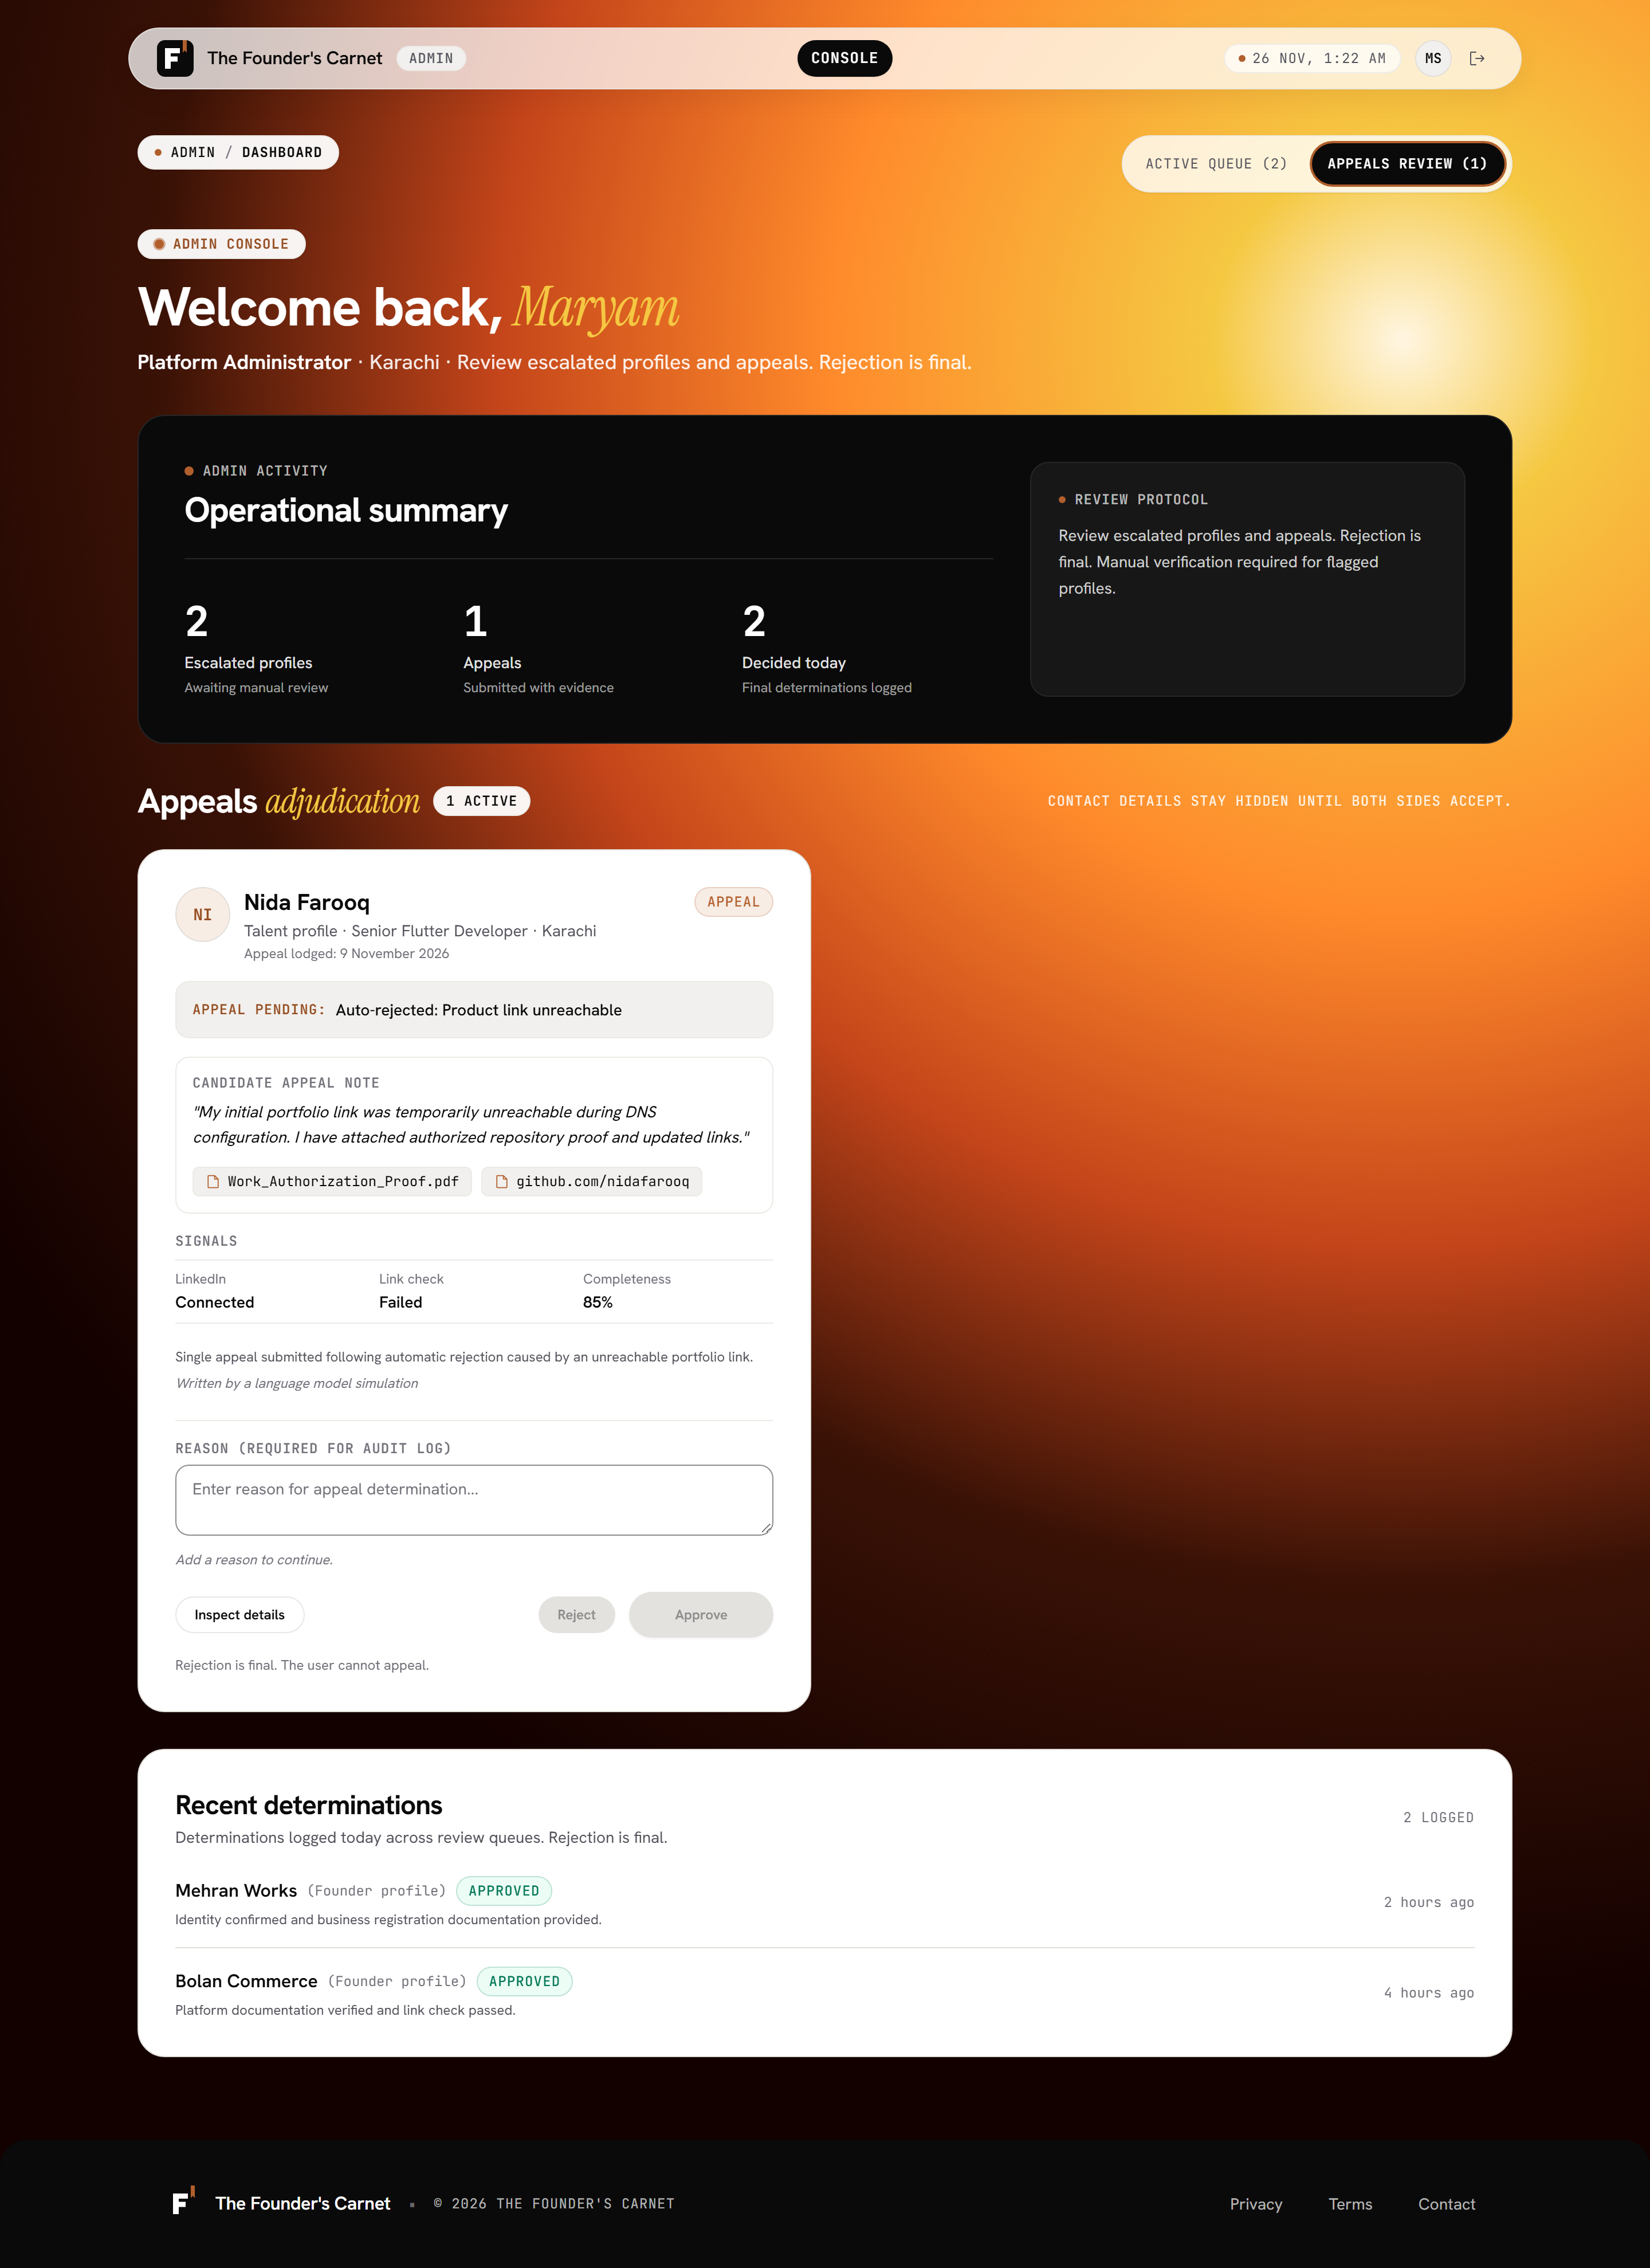 F The Founder's Carnet ADMIN CONSOLE 26 NOV, 1:22 AM MS
ADMIN / DASHBOARD
ACTIVE QUEUE (2) APPEALS REVIEW (1)
ADMIN CONSOLE
Welcome back, Maryam
Platform Administrator · Karachi · Review escalated profiles and appeals. Rejection is final.
ADMIN ACTIVITY
Operational summary
2
Escalated profiles
Awaiting manual review
1
Appeals
Submitted with evidence
2
Decided today
Final determinations logged
REVIEW PROTOCOL
Review escalated profiles and appeals. Rejection is
final. Manual verification required for flagged
profiles.
Appeals adjudication 1 ACTIVE
CONTACT DETAILS STAY HIDDEN UNTIL BOTH SIDES ACCEPT.
NI
Nida Farooq
APPEAL
Talent profile · Senior Flutter Developer · Karachi
Appeal lodged: 9 November 2026
APPEAL PENDING: Auto-rejected: Product link unreachable
CANDIDATE APPEAL NOTE
"My initial portfolio link was temporarily unreachable during DNS
configuration. I have attached authorized repository proof and updated links."
Work_Authorization_Proof.pdf github.com/nidafarooq
SIGNALS
LinkedIn
Connected
Link check
Failed
Completeness
85%
Single appeal submitted following automatic rejection caused by an unreachable portfolio link.
Written by a language model simulation
REASON (REQUIRED FOR AUDIT LOG)
Enter reason for appeal determination...
Add a reason to continue.
Inspect details Reject Approve
Rejection is final. The user cannot appeal.
Recent determinations
Determinations logged today across review queues. Rejection is final.
2 LOGGED
Mehran Works (Founder profile) APPROVED
Identity confirmed and business registration documentation provided.
2 hours ago
Bolan Commerce (Founder profile) APPROVED
Platform documentation verified and link check passed.
4 hours ago
F The Founder's Carnet ▪ © 2026 THE FOUNDER'S CARNET
Privacy Terms Contact